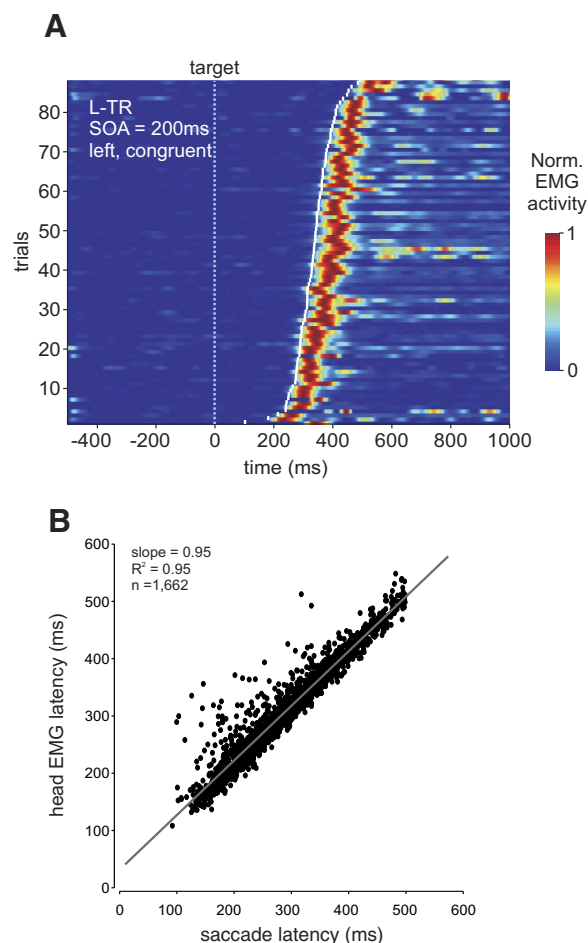 A
target
L-TR
SOA = 200ms
left, congruent
Norm.
EMG
activity
1
0
trials
80
70
60
50
40
30
20
10
-400 -200 0 200 400 600 800 1000
time (ms)
B
slope = 0.95
R² = 0.95
n =1,662
head EMG latency (ms)
600
500
400
300
200
100
0
0 100 200 300 400 500 600
saccade latency (ms)